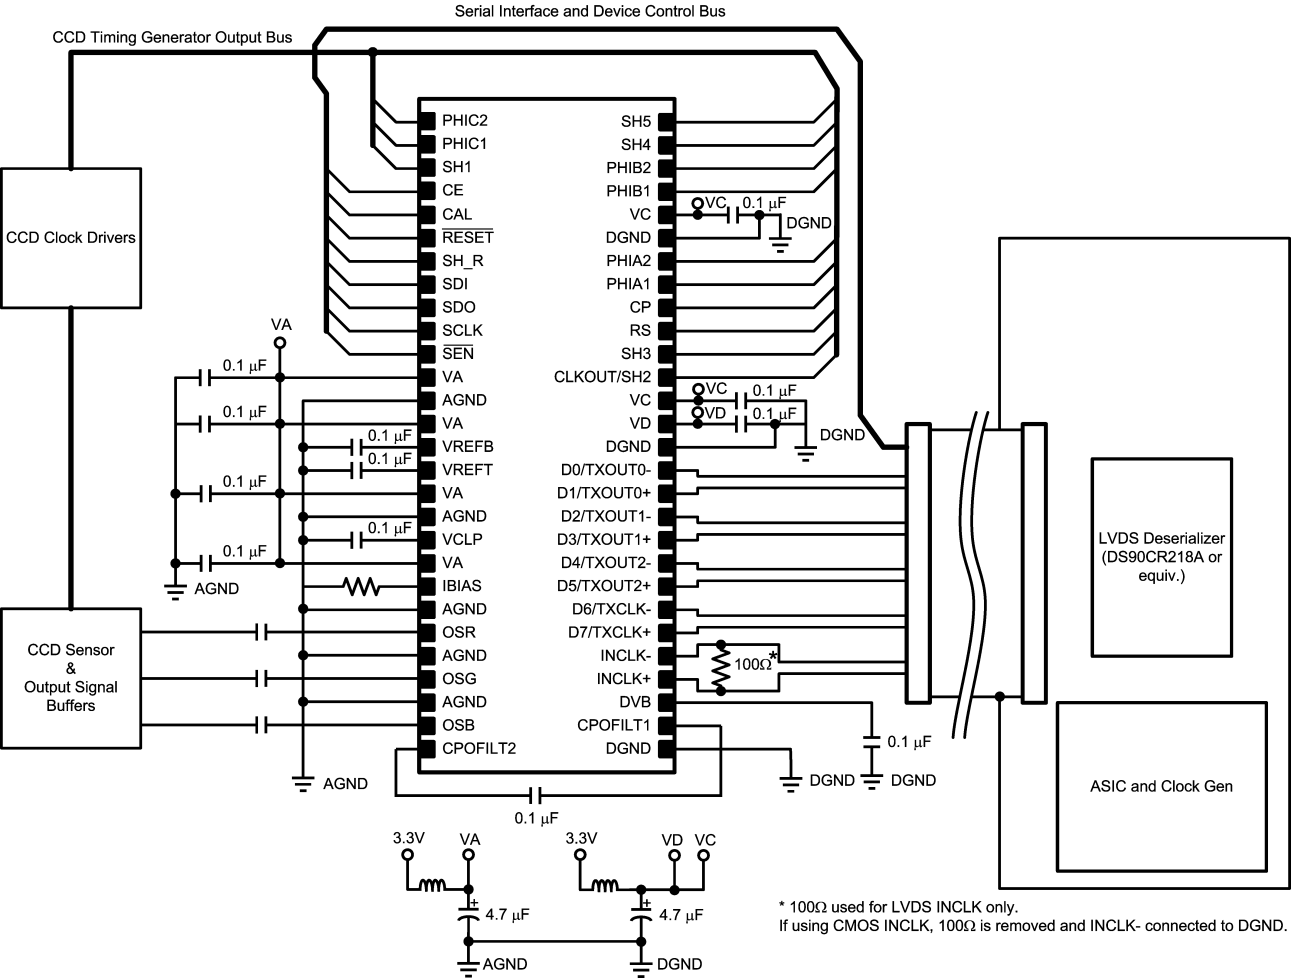 Serial Interface and Device Control Bus
CCD Timing Generator Output Bus
CCD Clock Drivers
CCD Sensor
&
Output Signal
Buffers
PHIC2
PHIC1
SH1
CE
CAL
RESET
SH_R
SDI
SDO
SCLK
SEN
VA
AGND
VA
VREFB
VREFT
VA
AGND
VCLP
VA
IBIAS
AGND
OSR
AGND
OSG
AGND
OSB
CPOFILT2
SH5
SH4
PHIB2
PHIB1
VC
DGND
PHIA2
PHIA1
CP
RS
SH3
CLKOUT/SH2
VC
VD
DGND
D0/TXOUT0-
D1/TXOUT0+
D2/TXOUT1-
D3/TXOUT1+
D4/TXOUT2-
D5/TXOUT2+
D6/TXCLK-
D7/TXCLK+
INCLK-
INCLK+
DVB
CPOFILT1
DGND
VA
0.1 µF
0.1 µF
0.1 µF
0.1 µF
AGND
0.1 µF
0.1 µF
0.1 µF
AGND
VC 0.1 µF
DGND
VC 0.1 µF
VD 0.1 µF
DGND
100Ω*
0.1 µF
DGND
DGND
0.1 µF
LVDS Deserializer
(DS90CR218A or
equiv.)
ASIC and Clock Gen
3.3V VA
4.7 µF
AGND
3.3V VD VC
4.7 µF
DGND
* 100Ω used for LVDS INCLK only.
If using CMOS INCLK, 100Ω is removed and INCLK- connected to DGND.